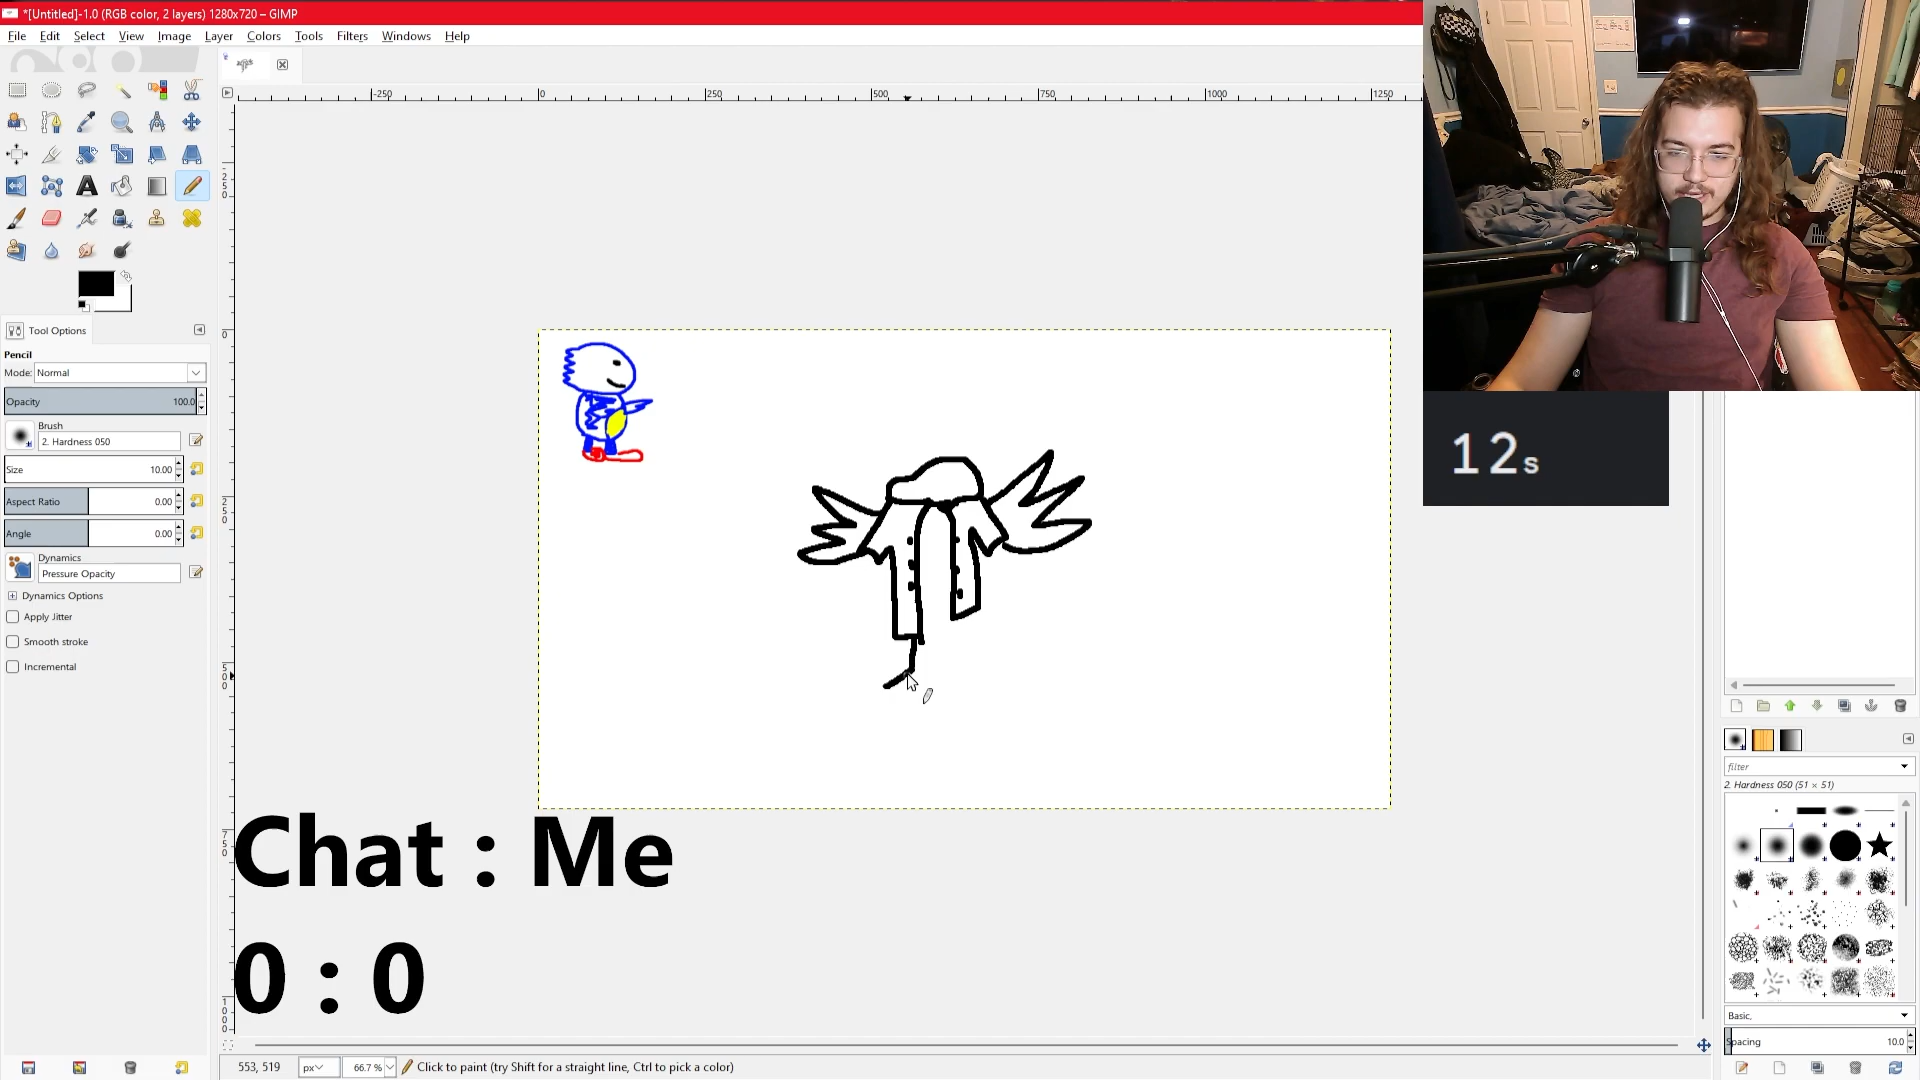 *[Untitled]-1.0 (RGB color, 2 layers) 1280x720 – GIMP
File Edit Select View Image Layer Colors Tools Filters Windows Help
-250 0 250 500 750 1000 1250
12s
Tool Options
Pencil
Mode: Normal
Opacity 100.0
Brush
2. Hardness 050
Size 10.00
Aspect Ratio 0.00
Angle 0.00
Dynamics
Pressure Opacity
Dynamics Options
Apply Jitter
Smooth stroke
Incremental
filter
2. Hardness 050 (51 × 51)
Basic,
Spacing 10.0
Chat : Me
0 : 0
553, 519 px 66.7 % Click to paint (try Shift for a straight line, Ctrl to pick a color)